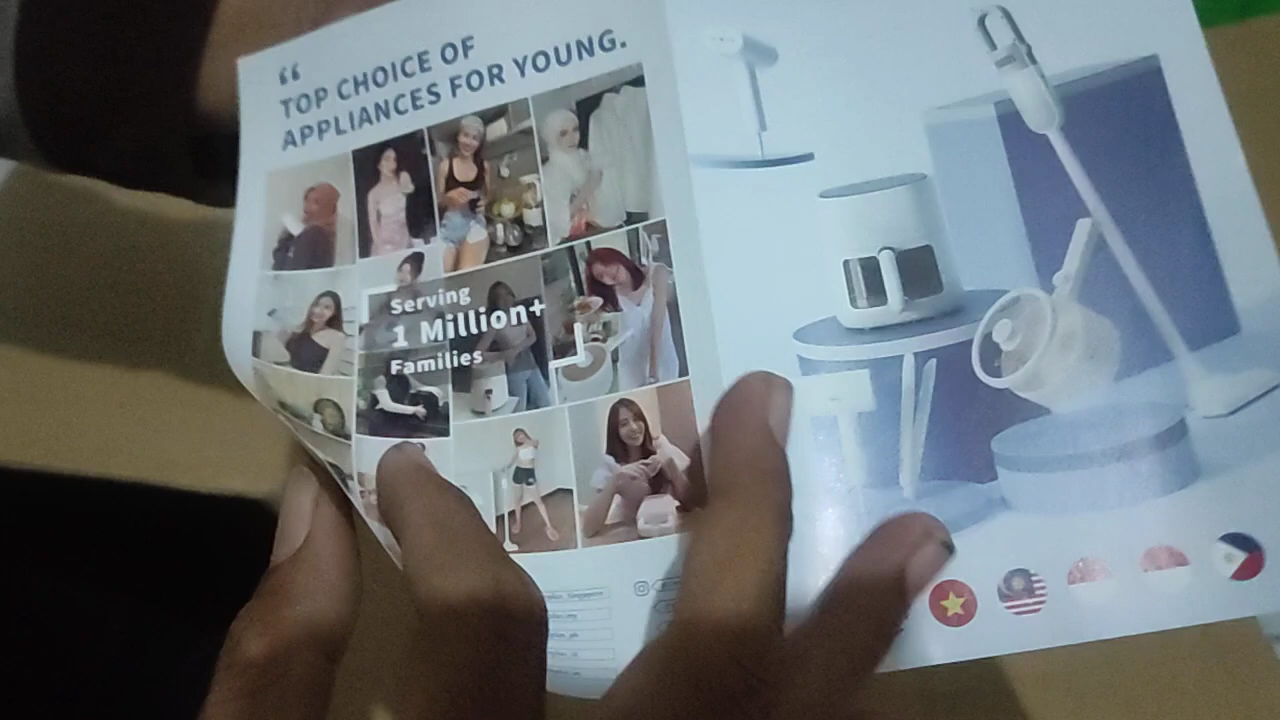 “
TOP CHOICE OF
APPLIANCES FOR YOUNG.
Serving
1 Million+
Families